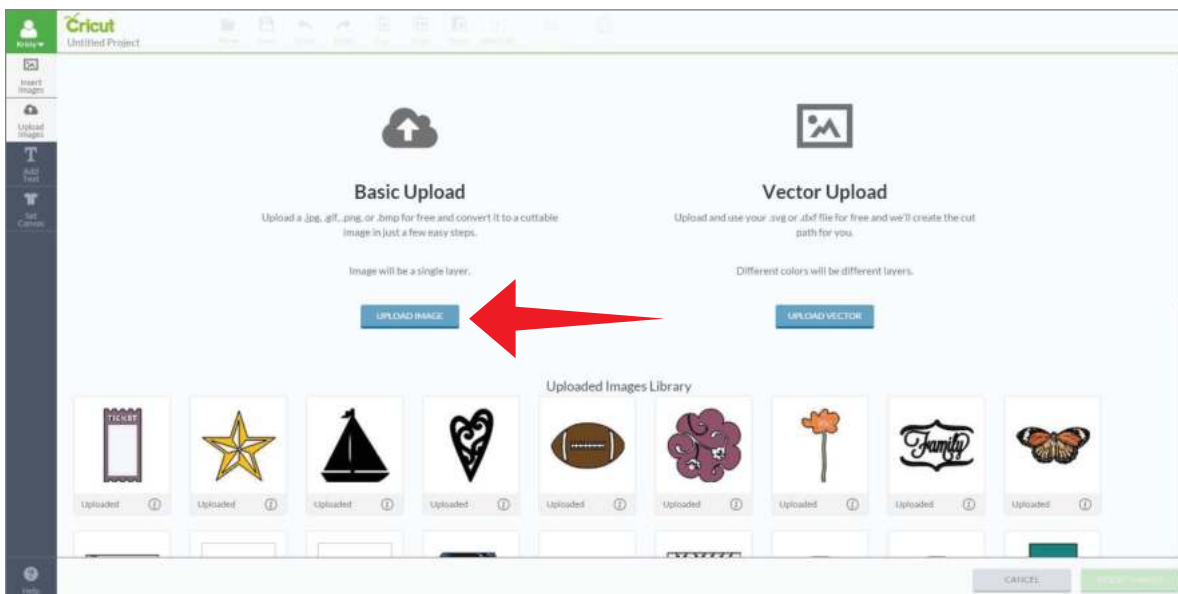 Cricut
Untitled Project
Kristy
Insert
Images
Upload
Images
Add
Text
Set
Canvas
Basic Upload
Upload a .jpg, .gif, .png, or .bmp for free and convert it to a cuttable
image in just a few easy steps.
Image will be a single layer.
UPLOAD IMAGE
Vector Upload
Upload and use your .svg or .dxf file for free and we'll create the cut
path for you.
Different colors will be different layers.
UPLOAD VECTOR
Uploaded Images Library
TICKET
Family
Uploaded
Uploaded
Uploaded
Uploaded
Uploaded
Uploaded
Uploaded
Uploaded
Uploaded
Help
CANCEL